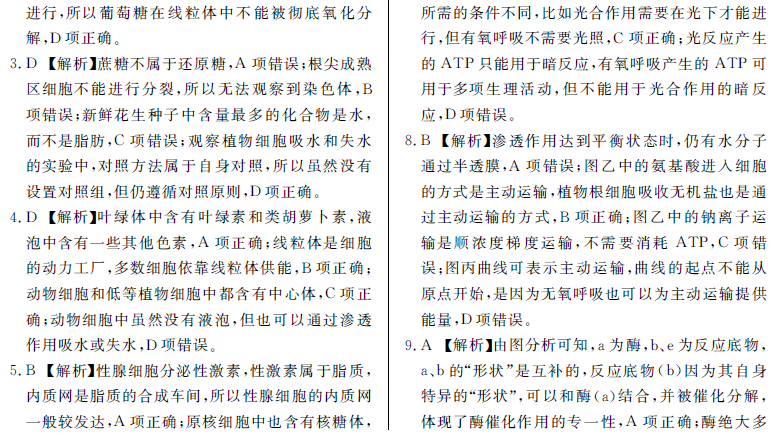 进行,所以葡萄糖在线粒体中不能被彻底氧化分
解,D项正确。
3. D 【解析】蔗糖不属于还原糖,A 项错误;根尖成熟
区细胞不能进行分裂,所以无法观察到染色体,B
项错误;新鲜花生种子中含量最多的化合物是水,
而不是脂肪,C 项错误;观察植物细胞吸水和失水
的实验中,对照方法属于自身对照,所以虽然没有
设置对照组,但仍遵循对照原则,D项正确。
4. D 【解析】叶绿体中含有叶绿素和类胡萝卜素,液
泡中含有一些其他色素,A 项正确;线粒体是细胞
的动力工厂,多数细胞依靠线粒体供能,B项正确;
动物细胞和低等植物细胞中都含有中心体,C 项正
确;动物细胞中虽然没有液泡,但也可以通过渗透
作用吸水或失水,D项错误。
5. B 【解析】性腺细胞分泌性激素,性激素属于脂质,
内质网是脂质的合成车间,所以性腺细胞的内质网
一般较发达,A 项正确;原核细胞中也含有核糖体,
所需的条件不同,比如光合作用需要在光下才能进
行,但有氧呼吸不需要光照,C 项正确;光反应产生
的 ATP 只能用于暗反应,有氧呼吸产生的 ATP 可
用于多项生理活动,但不能用于光合作用的暗反
应,D项错误。
8. B 【解析】渗透作用达到平衡状态时,仍有水分子
通过半透膜,A 项错误;图乙中的氨基酸进入细胞
的方式是主动运输,植物根细胞吸收无机盐也是通
过主动运输的方式,B 项正确;图乙中的钠离子运
输是顺浓度梯度运输,不需要消耗 ATP,C 项错
误;图丙曲线可表示主动运输,曲线的起点不能从
原点开始,是因为无氧呼吸也可以为主动运输提供
能量,D项错误。
9. A 【解析】由图分析可知,a 为酶,b、e 为反应底物,
a、b 的“形状”是互补的,反应底物(b)因为其自身
特异的“形状”,可以和酶(a)结合,并被催化分解,
体现了酶催化作用的专一性,A 项正确;酶绝大多